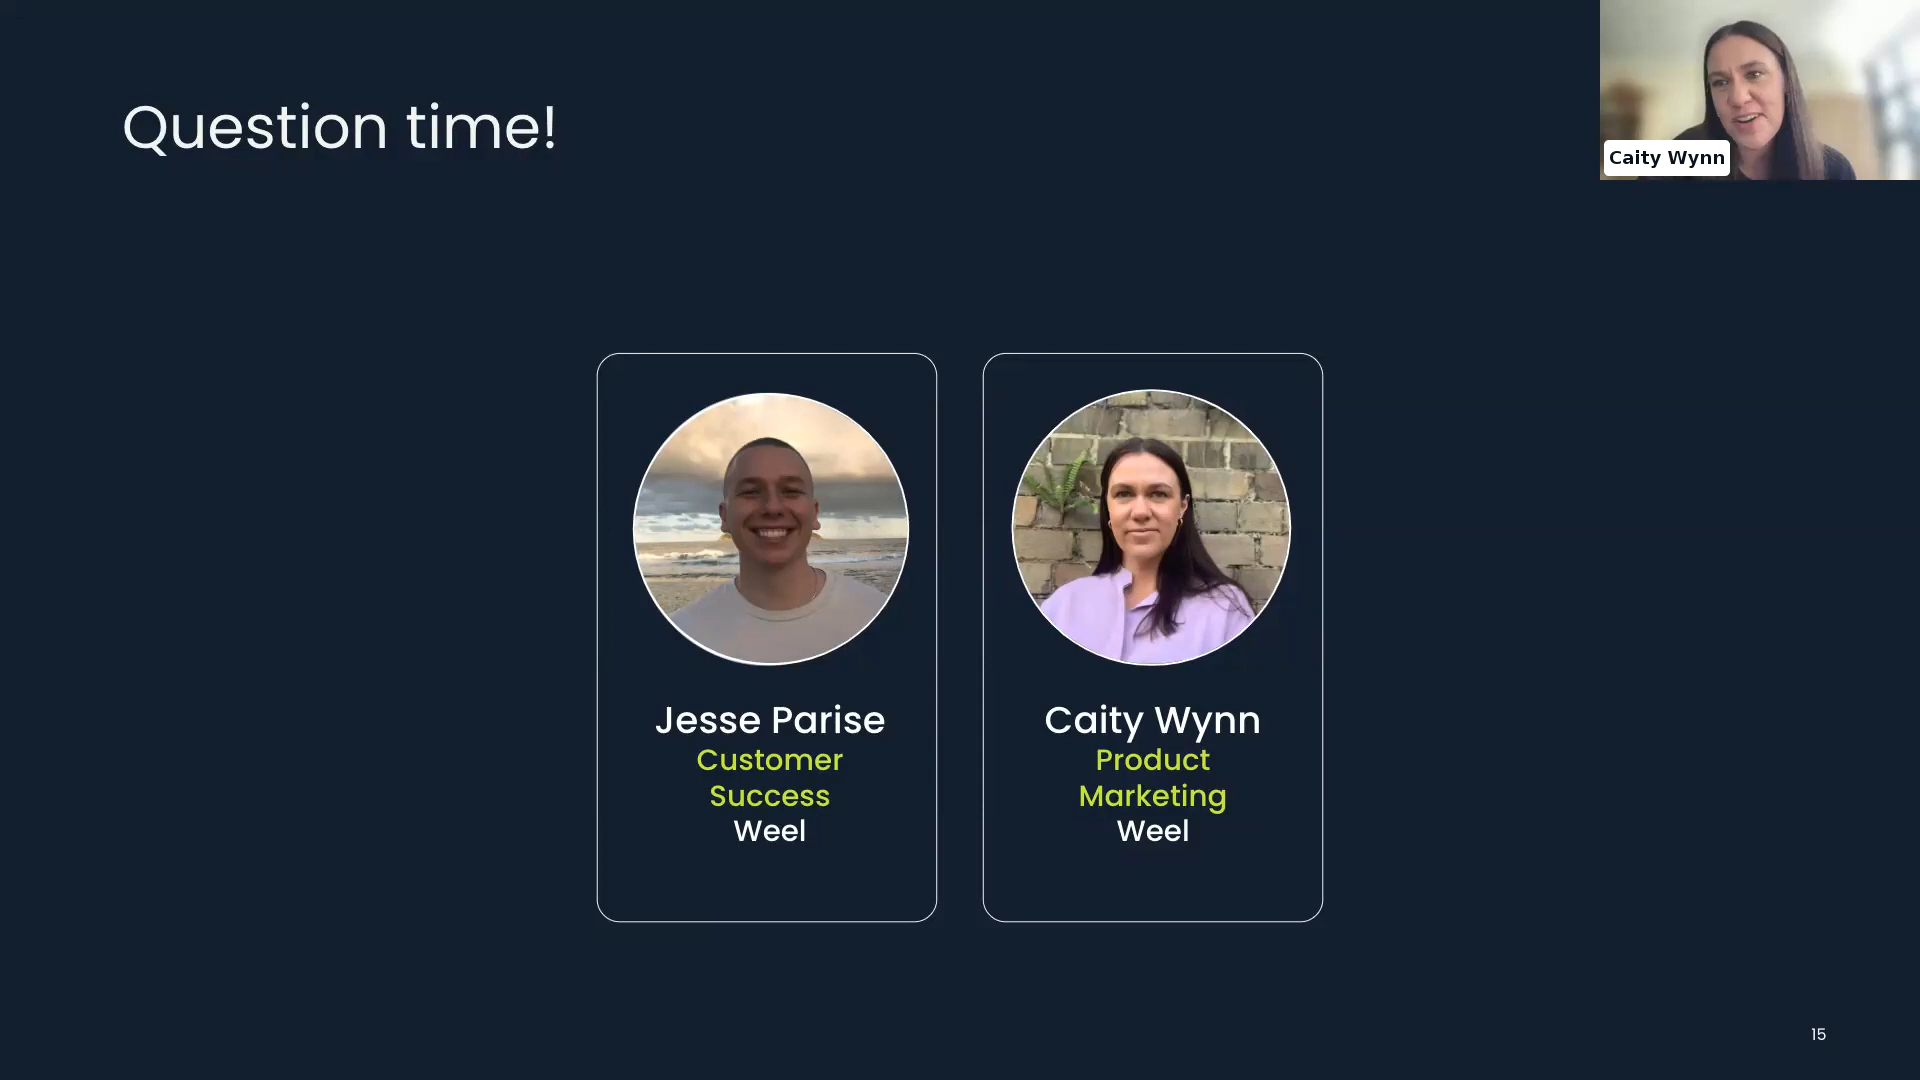 Question time!
Caity Wynn
Jesse Parise
Customer
Success
Weel
Caity Wynn
Product
Marketing
Weel
15